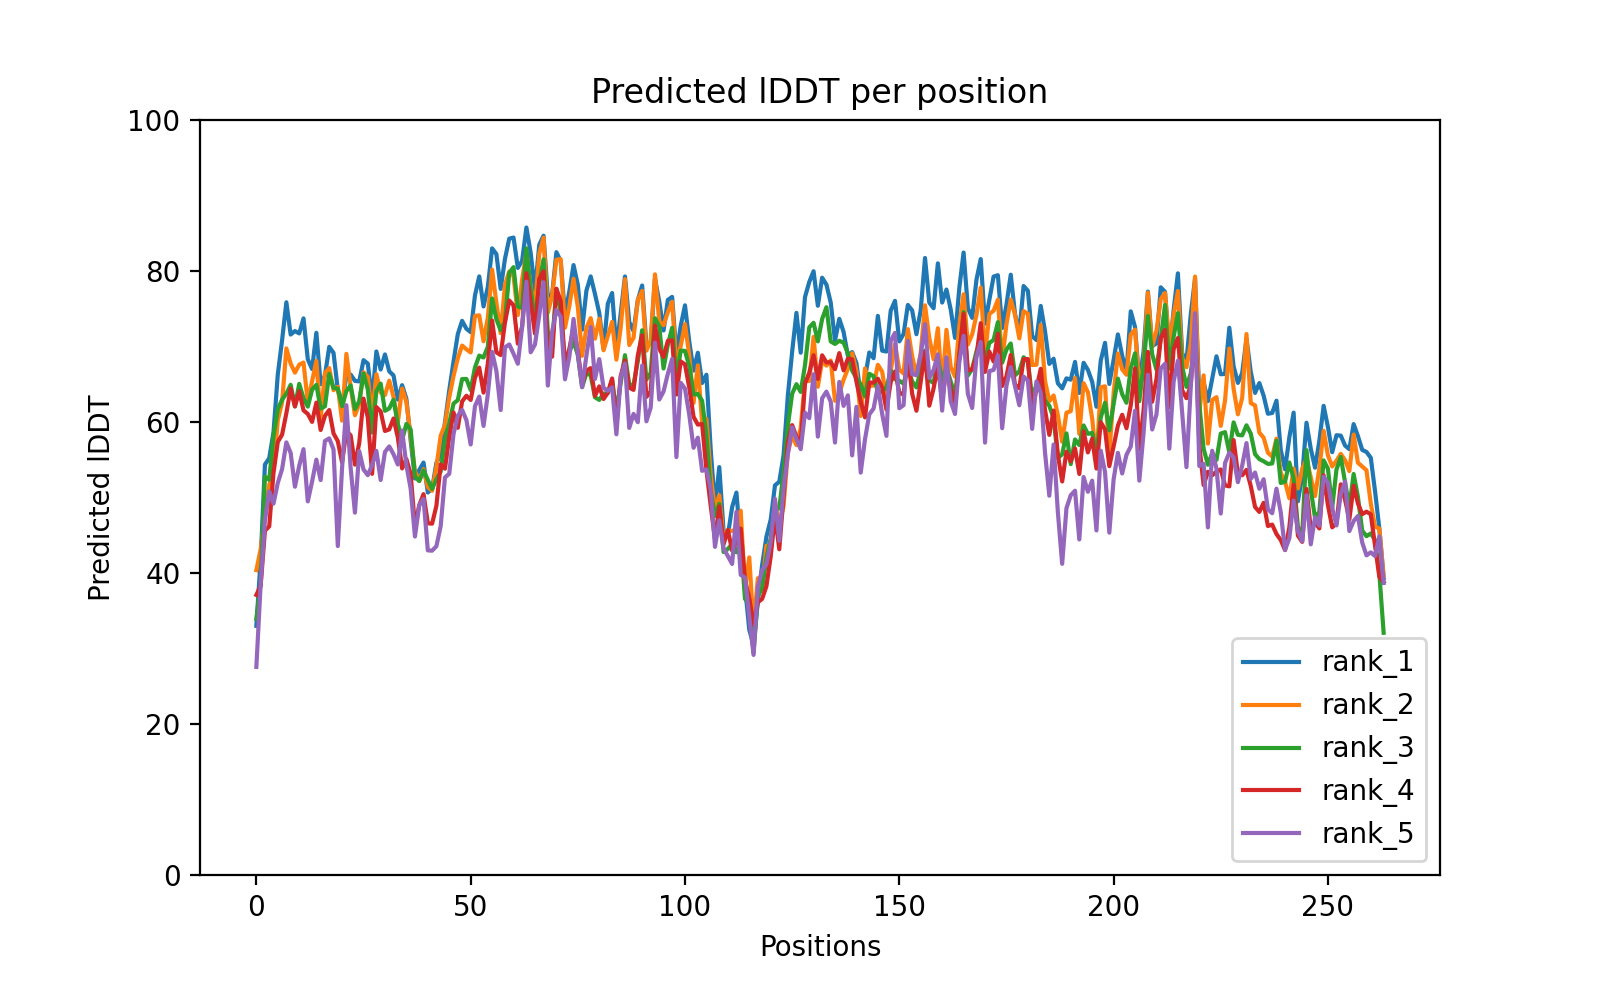 Predicted lDDT per position
100
80
60
40
20
0
Predicted lDDT
0 50 100 150 200 250
Positions
rank_1
rank_2
rank_3
rank_4
rank_5